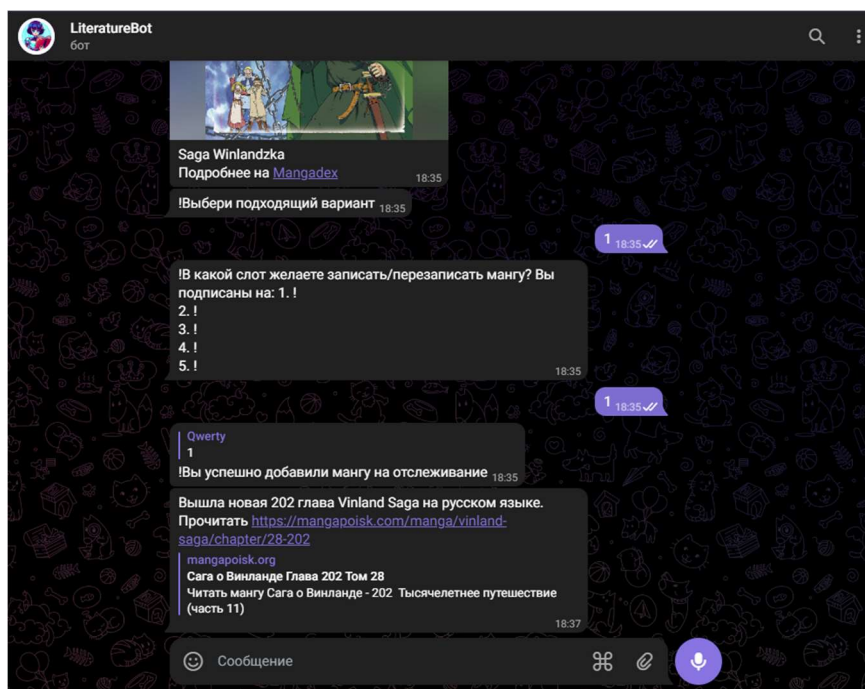 LiteratureBot
бот
Saga Winlandzka
Подробнее на Mangadex
18:35
!Выбери подходящий вариант 18:35
1 18:35
!В какой слот желаете записать/перезаписать мангу? Вы
подписаны на: 1. !
2. !
3. !
4. !
5. !
18:35
1 18:35
Qwerty
1
!Вы успешно добавили мангу на отслеживание 18:35
Вышла новая 202 глава Vinland Saga на русском языке.
Прочитать https://mangapoisk.com/manga/vinland-
saga/chapter/28-202
mangapoisk.org
Сага о Винланде Глава 202 Том 28
Читать мангу Сага о Винланде - 202 Тысячелетнее путешествие
(часть 11)
18:37
Сообщение